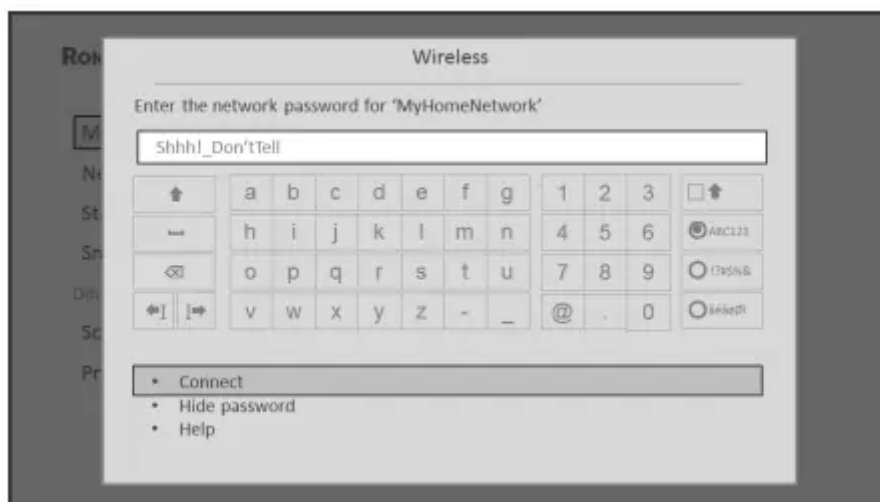 Wireless
Enter the network password for ‘MyHomeNetwork’
Shhh!_Don'tTell
a b c d e f g 1 2 3
h i j k l m n 4 5 6 ABC123
o p q r s t u 7 8 9 !?#$%&
v w x y z - _ @ . 0
• Connect
• Hide password
• Help